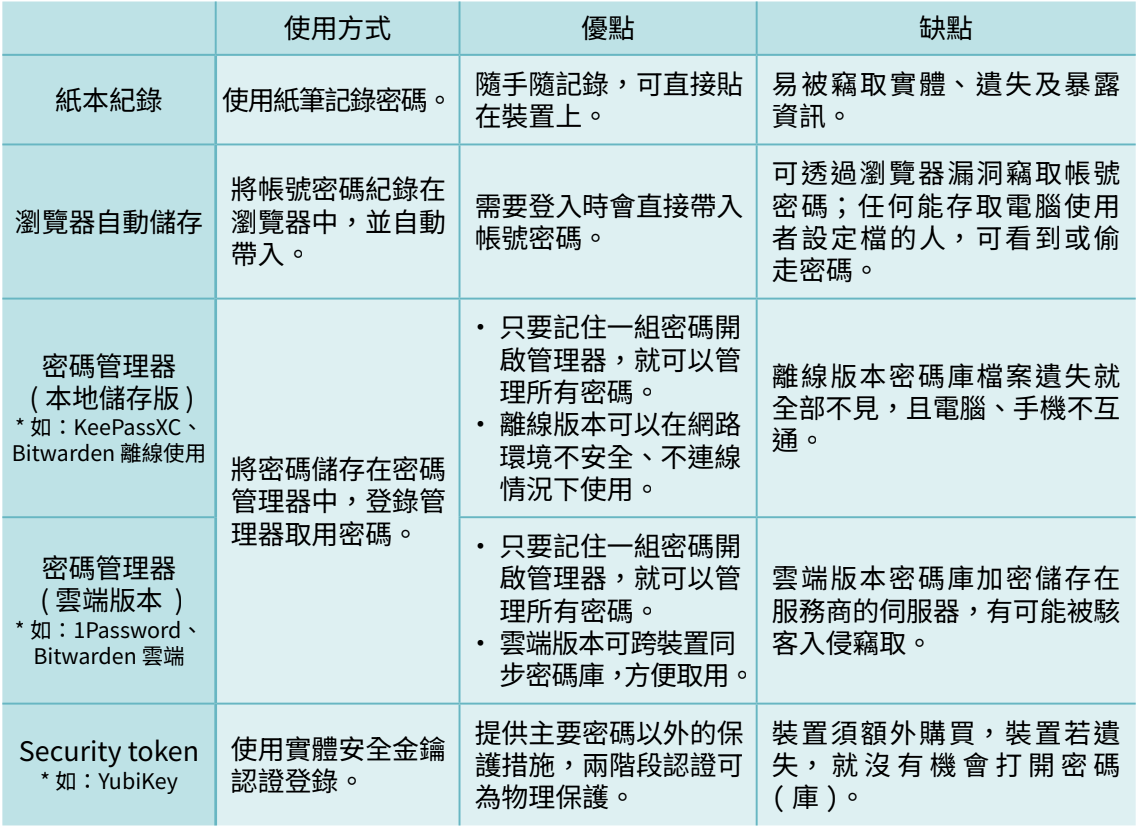 使用方式
優點
缺點
紙本紀錄
使用紙筆記錄密碼。
隨手隨記錄，可直接貼
在裝置上。
易被竊取實體、遺失及暴露
資訊。
瀏覽器自動儲存
將帳號密碼紀錄在
瀏覽器中，並自動
帶入。
需要登入時會直接帶入
帳號密碼。
可透過瀏覽器漏洞竊取帳號
密碼；任何能存取電腦使用
者設定檔的人，可看到或偷
走密碼。
密碼管理器
( 本地儲存版 )
* 如：KeePassXC、
Bitwarden 離線使用
將密碼儲存在密碼
管理器中，登錄管
理器取用密碼。
• 只要記住一組密碼開
啟管理器，就可以管
理所有密碼。
• 離線版本可以在網路
環境不安全、不連線
情況下使用。
離線版本密碼庫檔案遺失就
全部不見，且電腦、手機不互
通。
密碼管理器
( 雲端版本 )
* 如：1Password、
Bitwarden 雲端
• 只要記住一組密碼開
啟管理器，就可以管
理所有密碼。
• 雲端版本可跨裝置同
步密碼庫，方便取用。
雲端版本密碼庫加密儲存在
服務商的伺服器，有可能被駭
客入侵竊取。
Security token
* 如：YubiKey
使用實體安全金鑰
認證登錄。
提供主要密碼以外的保
護措施，兩階段認證可
為物理保護。
裝置須額外購買，裝置若遺
失，就沒有機會打開密碼
( 庫 )。